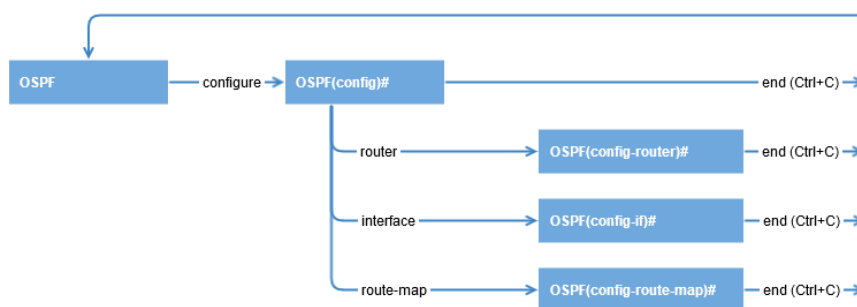 OSPF configure OSPF(config)# end (Ctrl+C)
router OSPF(config-router)# end (Ctrl+C)
interface OSPF(config-if)# end (Ctrl+C)
route-map OSPF(config-route-map)# end (Ctrl+C)